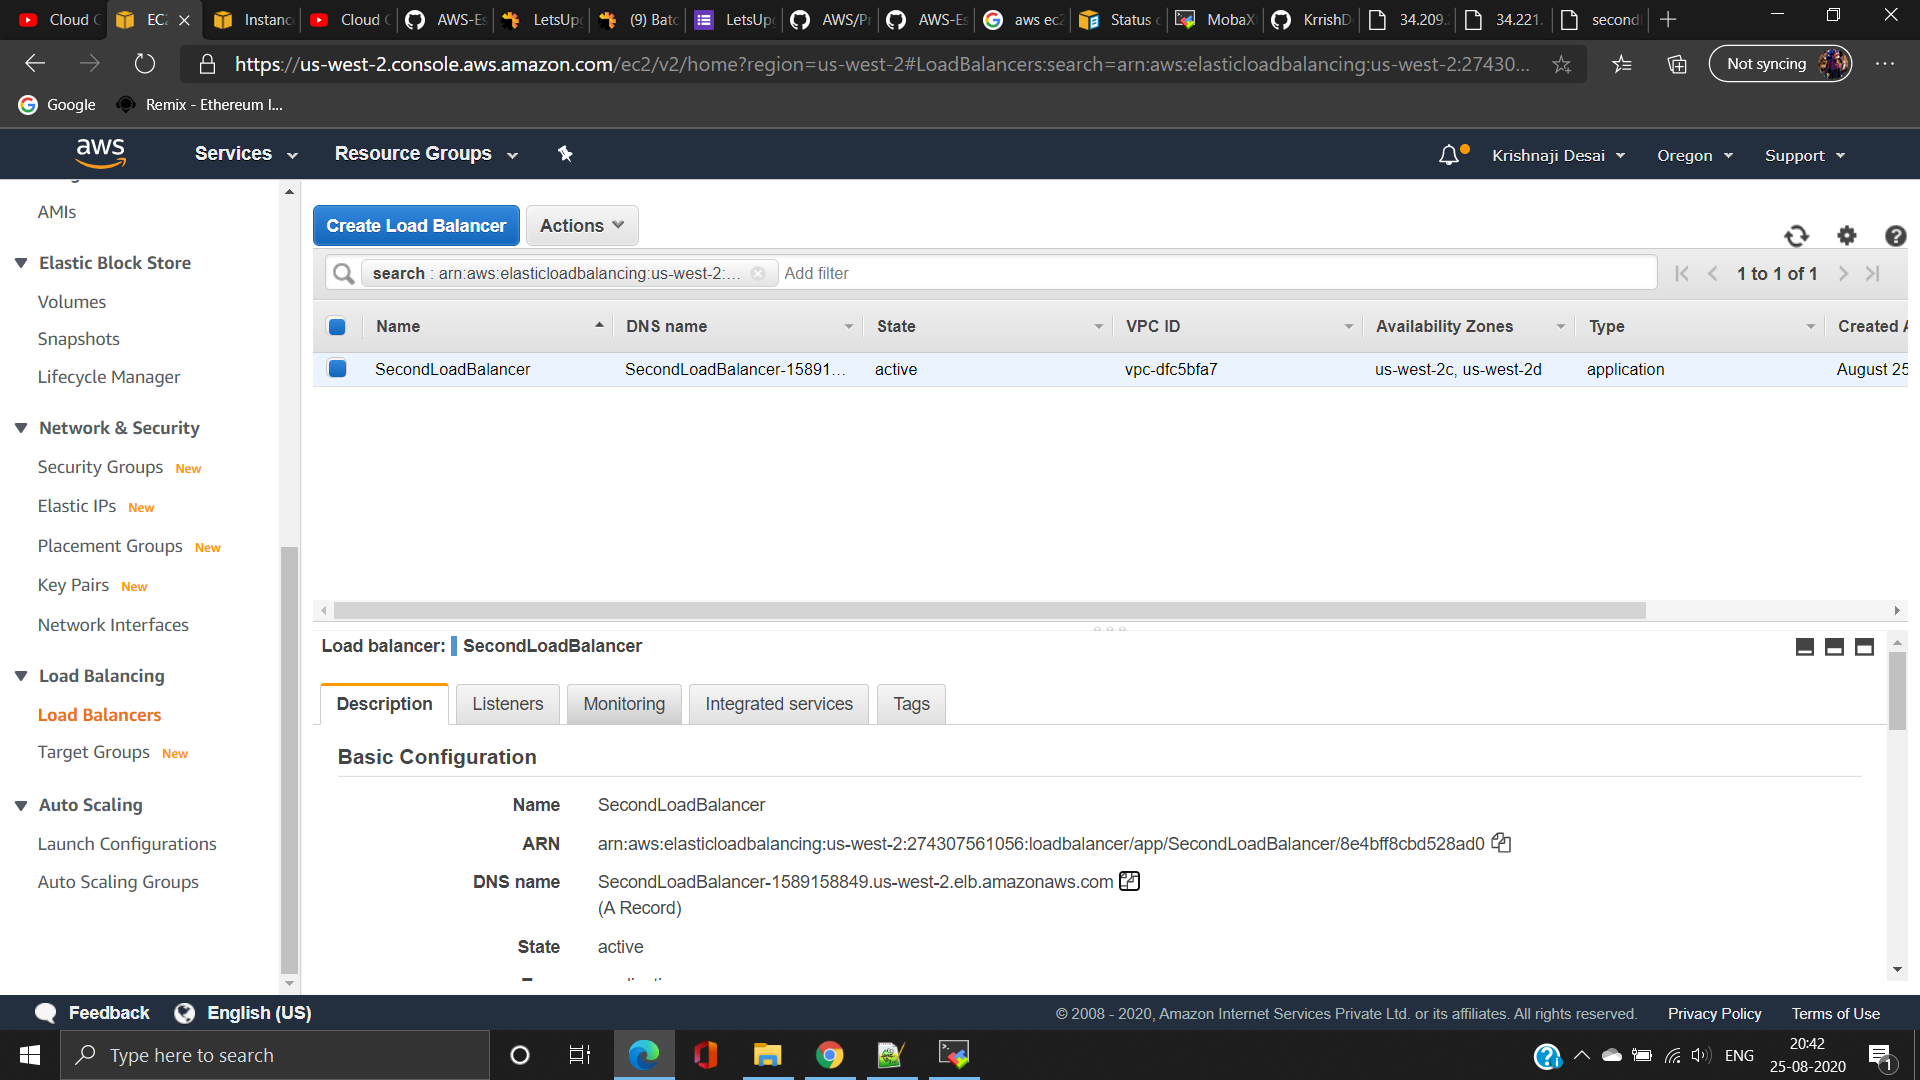 Cloud C
EC2
Instanc
Cloud C
AWS-Es
LetsUp
(9) Batc
LetsUp
AWS/Pr
AWS-Es
aws ec2
Status c
MobaX
KrrishD
34.209.
34.221.
second
https://us-west-2.console.aws.amazon.com/ec2/v2/home?region=us-west-2#LoadBalancers:search=arn:aws:elasticloadbalancing:us-west-2:27430...
Not syncing
Google
Remix - Ethereum I...
aws
Services
Resource Groups
Krishnaji Desai
Oregon
Support
AMIs
Elastic Block Store
Volumes
Snapshots
Lifecycle Manager
Network & Security
Security Groups New
Elastic IPs New
Placement Groups New
Key Pairs New
Network Interfaces
Load Balancing
Load Balancers
Target Groups New
Auto Scaling
Launch Configurations
Auto Scaling Groups
Create Load Balancer
Actions
search : arn:aws:elasticloadbalancing:us-west-2:...
Add filter
1 to 1 of 1
Name DNS name State VPC ID Availability Zones Type Created A
SecondLoadBalancer SecondLoadBalancer-15891... active vpc-dfc5bfa7 us-west-2c, us-west-2d application August 25
Load balancer: SecondLoadBalancer
Description Listeners Monitoring Integrated services Tags
Basic Configuration
Name SecondLoadBalancer
ARN arn:aws:elasticloadbalancing:us-west-2:274307561056:loadbalancer/app/SecondLoadBalancer/8e4bff8cbd528ad0
DNS name SecondLoadBalancer-1589158849.us-west-2.elb.amazonaws.com
(A Record)
State active
Feedback
English (US)
© 2008 - 2020, Amazon Internet Services Private Ltd. or its affiliates. All rights reserved.
Privacy Policy
Terms of Use
Type here to search
ENG
20:42
25-08-2020
1